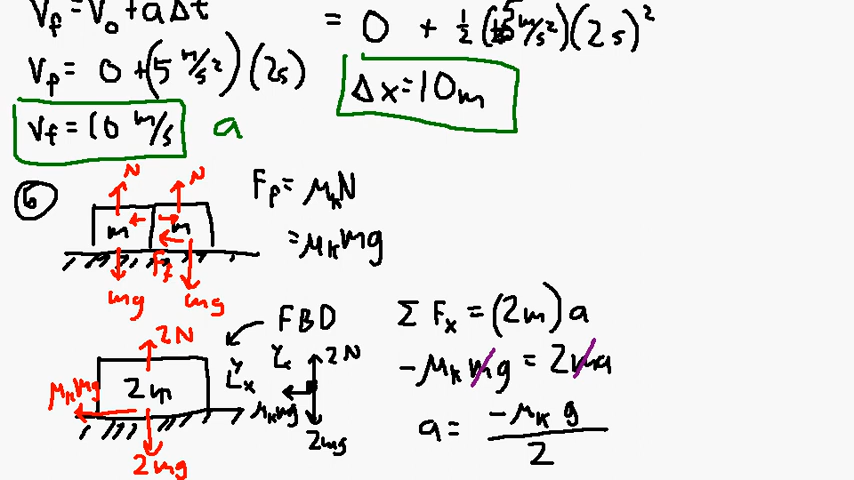 Vf = V0 + aΔt
= 0 + ½ (5 m/s²)(2s)²
Vf = 0 + (5 m/s²)(2s)
Δx = 10m
Vf = 10 m/s a
6
N N
m m
Ff
mg mg
Ff = μkN
= μkmg
FBD
2N
2m
μkmg
2mg
y x
y
2N
μkmg
2mg
Σ Fx = (2m) a
-μk mg = 2ma
a = -μk g / 2